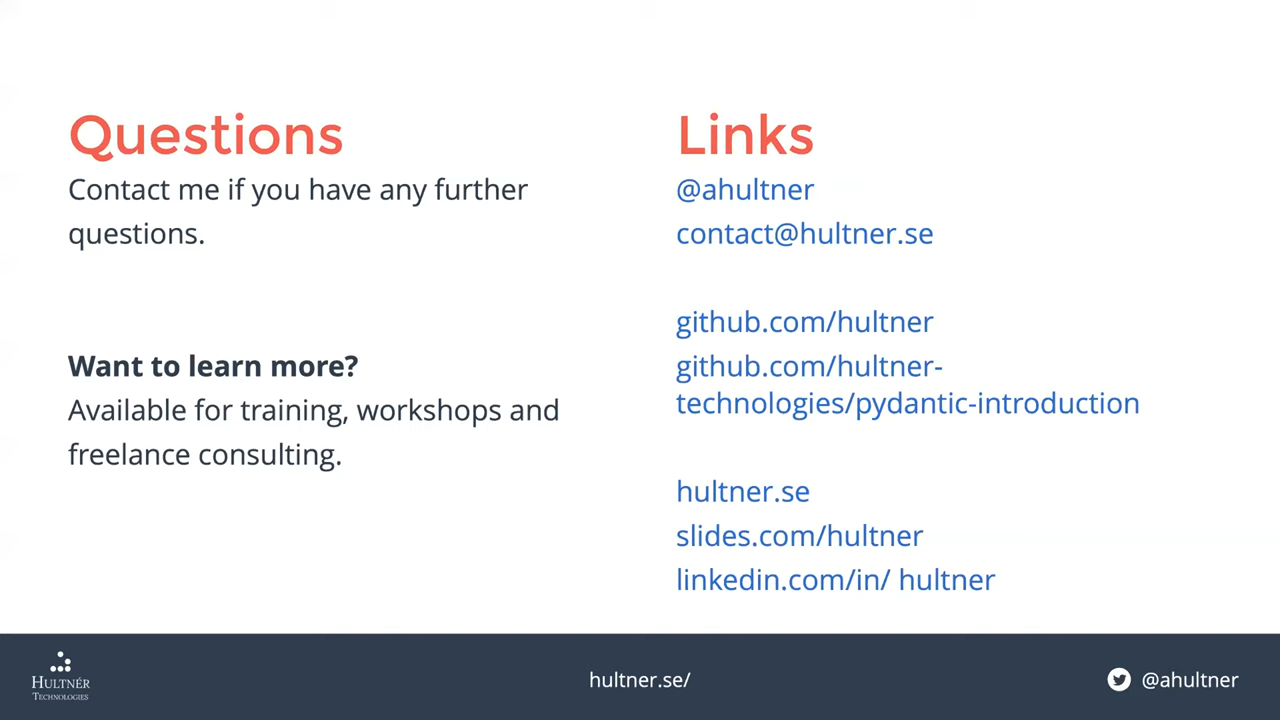 Questions
Contact me if you have any further
questions.
Want to learn more?
Available for training, workshops and
freelance consulting.
Links
@ahultner
contact@hultner.se
github.com/hultner
github.com/hultner-
technologies/pydantic-introduction
hultner.se
slides.com/hultner
linkedin.com/in/ hultner
HULTNÉR
TECHNOLOGIES
hultner.se/
@ahultner